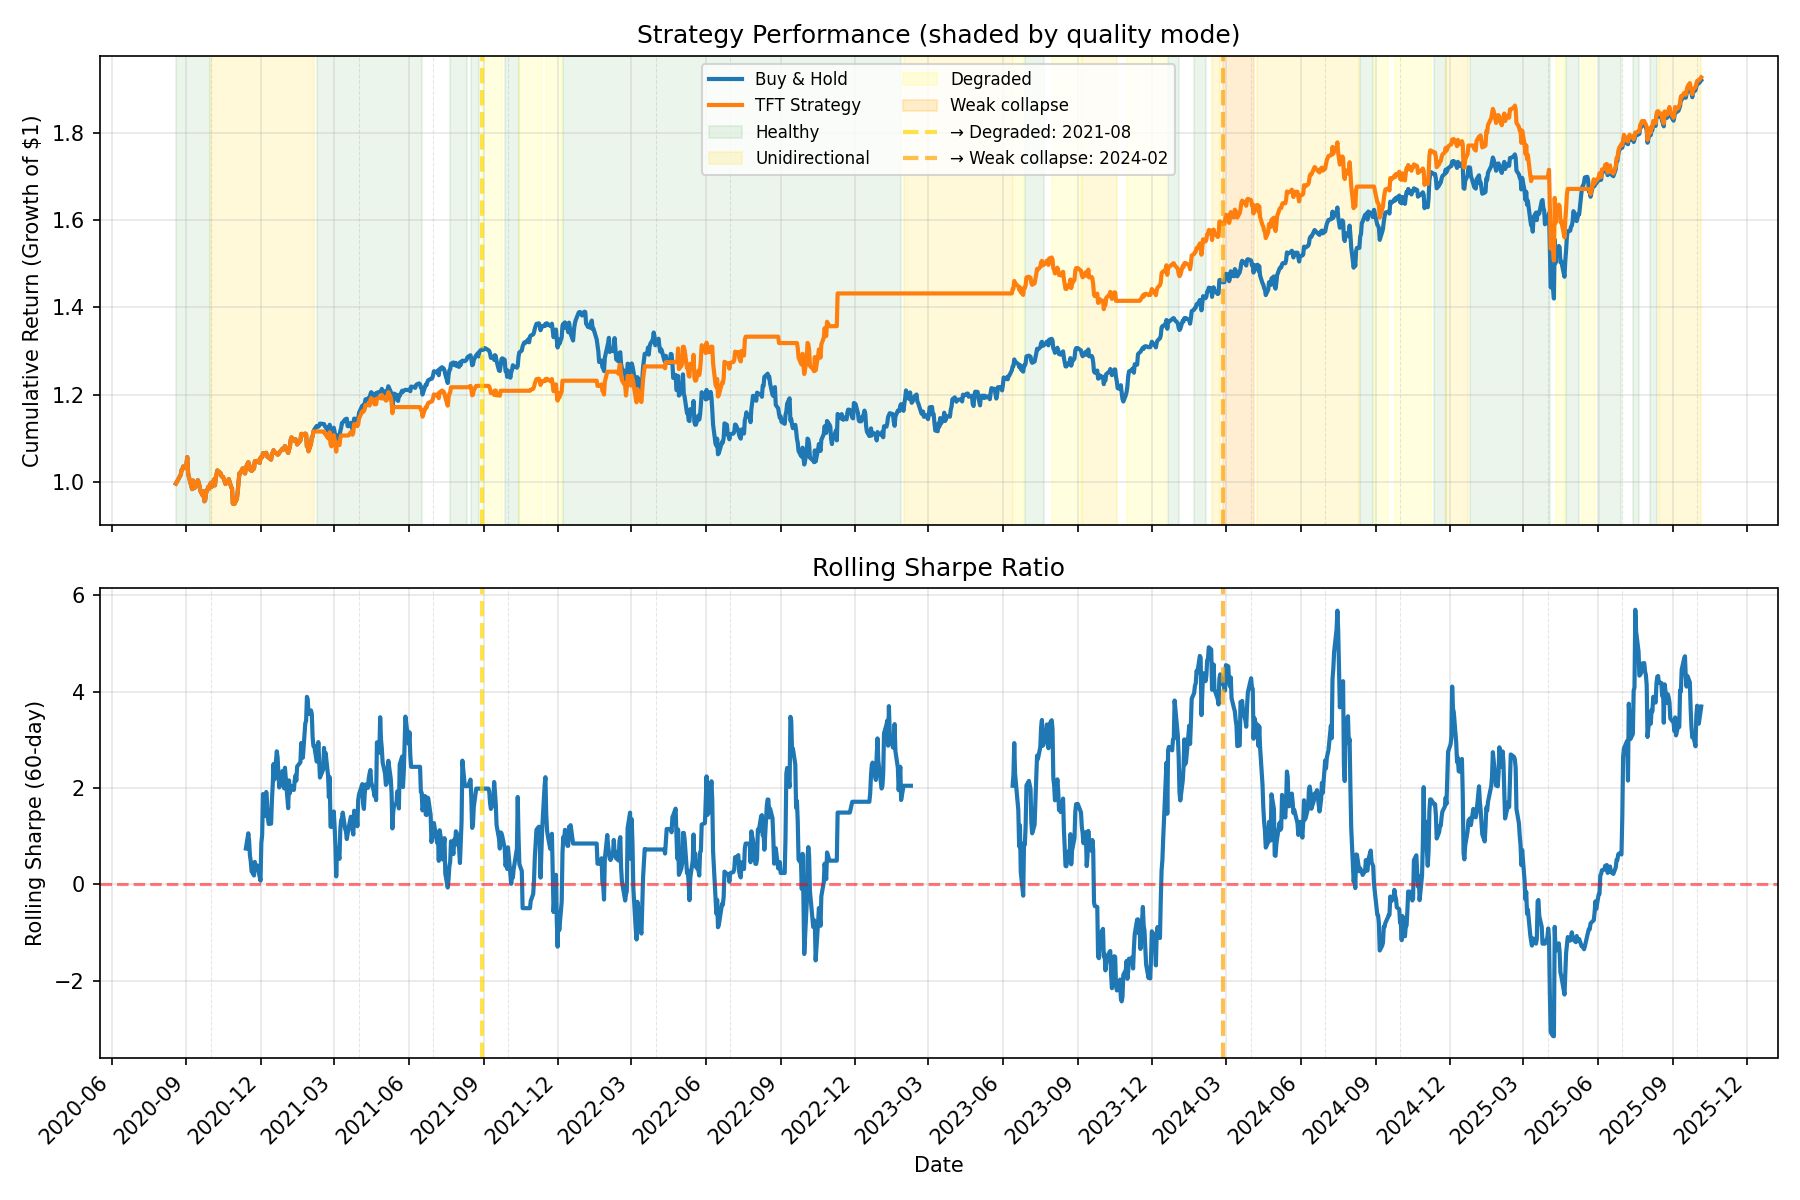 Strategy Performance (shaded by quality mode)
Cumulative Return (Growth of $1)
1.8
1.6
1.4
1.2
1.0
Buy & Hold
TFT Strategy
Healthy
Unidirectional
Degraded
Weak collapse
→ Degraded: 2021-08
→ Weak collapse: 2024-02
Rolling Sharpe Ratio
Rolling Sharpe (60-day)
6
4
2
0
−2
2020-06
2020-09
2020-12
2021-03
2021-06
2021-09
2021-12
2022-03
2022-06
2022-09
2022-12
2023-03
2023-06
2023-09
2023-12
2024-03
2024-06
2024-09
2024-12
2025-03
2025-06
2025-09
2025-12
Date